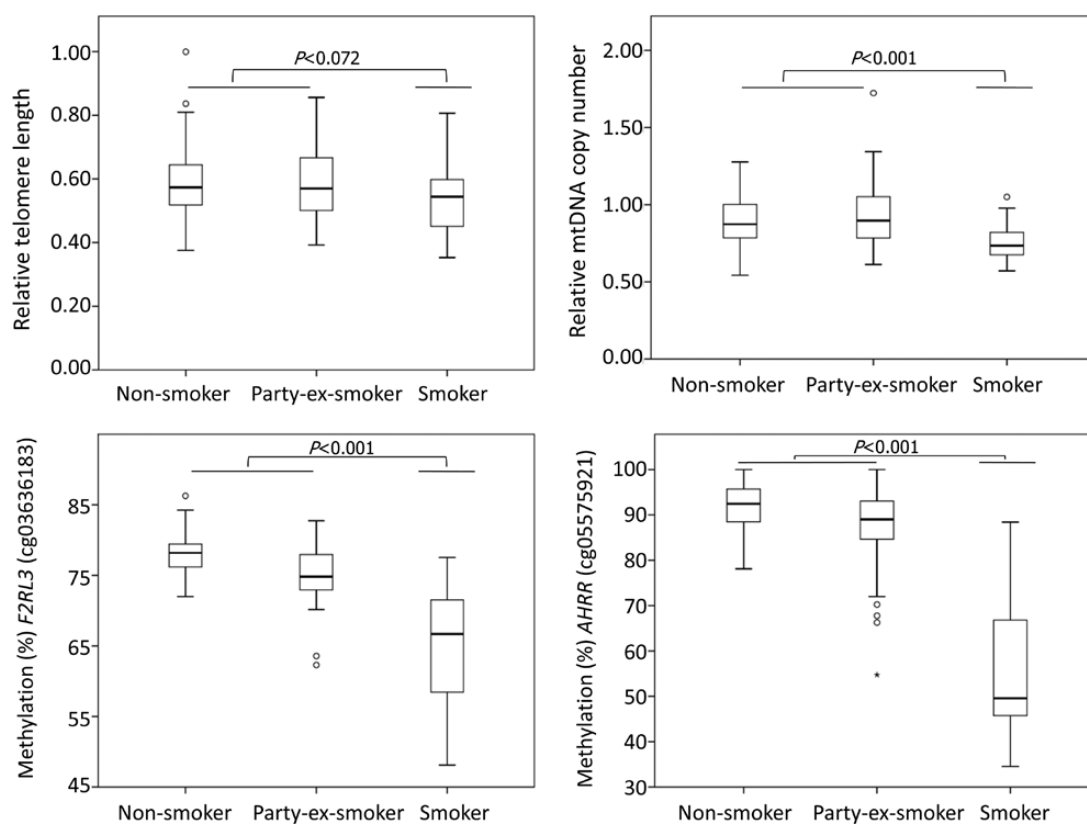 P<0.072
1.00
0.80
0.60
0.40
0.20
0.00
Relative telomere length
Non-smoker
Party-ex-smoker
Smoker
P<0.001
2.00
1.50
1.00
0.50
0.00
Relative mtDNA copy number
Non-smoker
Party-ex-smoker
Smoker
P<0.001
85
75
65
55
45
Methylation (%) F2RL3 (cg03636183)
Non-smoker
Party-ex-smoker
Smoker
P<0.001
100
90
80
70
60
50
40
30
Methylation (%) AHRR (cg05575921)
Non-smoker
Party-ex-smoker
Smoker